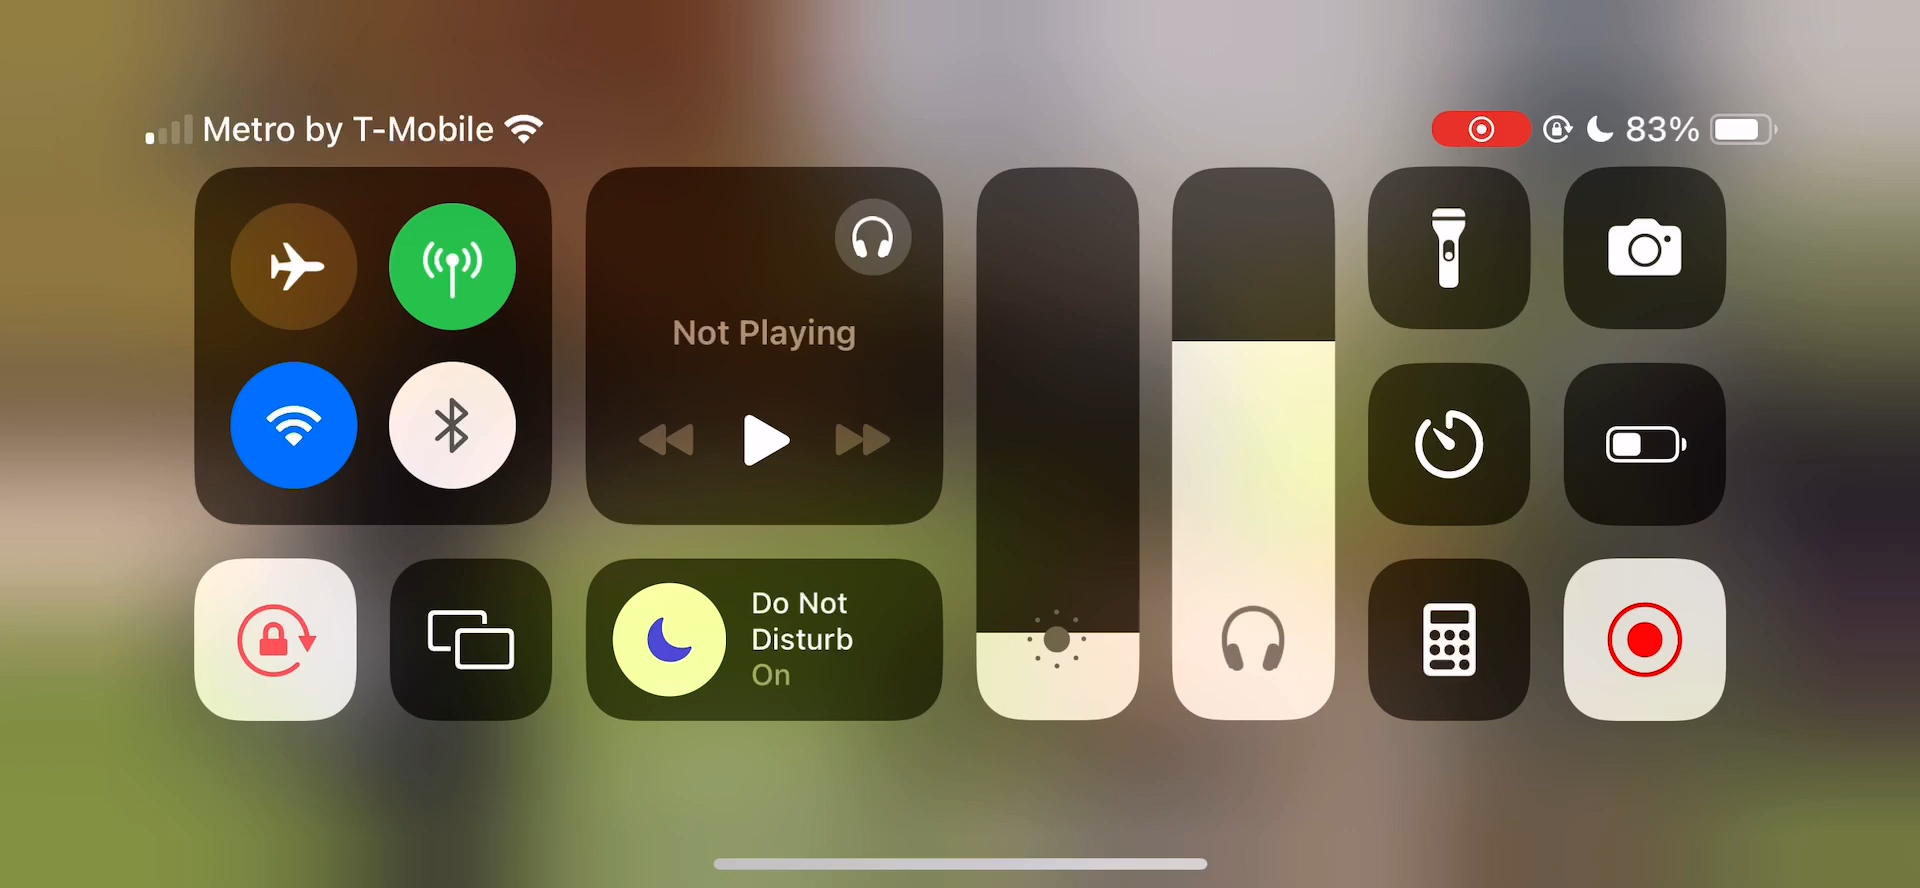 Metro by T-Mobile
83%
Not Playing
Do Not
Disturb
On